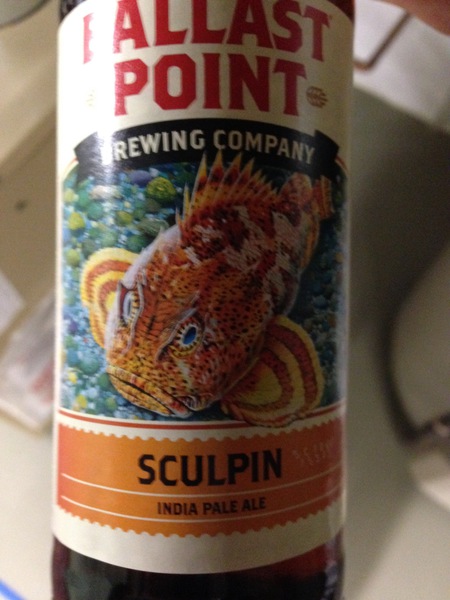 BALLAST
POINT
BREWING COMPANY
SCULPIN
INDIA PALE ALE